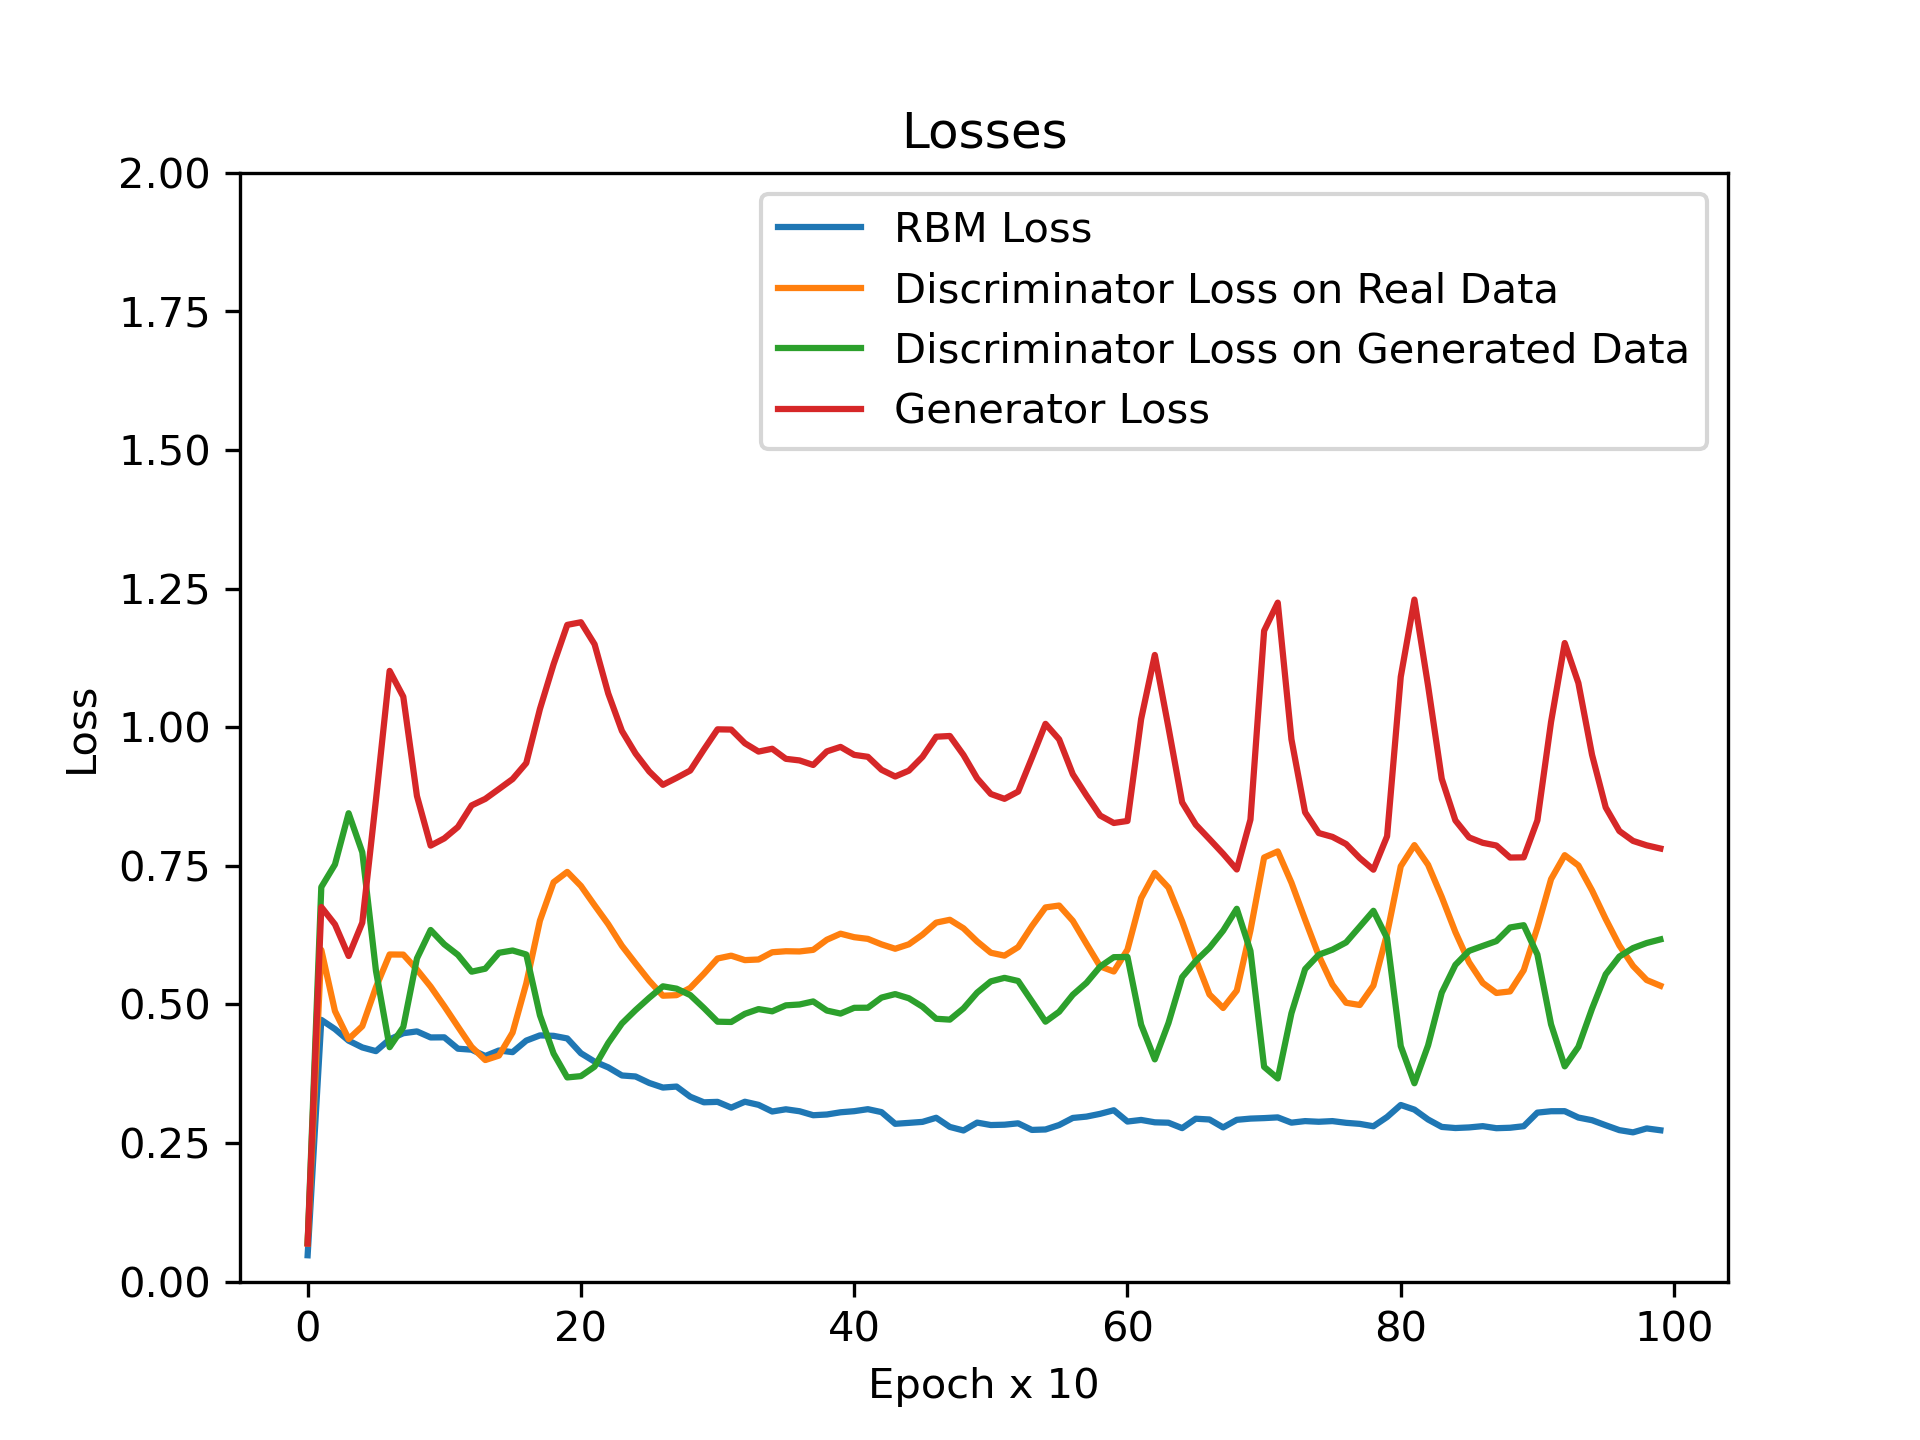 Losses
2.00
1.75
1.50
1.25
1.00
0.75
0.50
0.25
0.00
Loss
RBM Loss
Discriminator Loss on Real Data
Discriminator Loss on Generated Data
Generator Loss
0 20 40 60 80 100
Epoch x 10